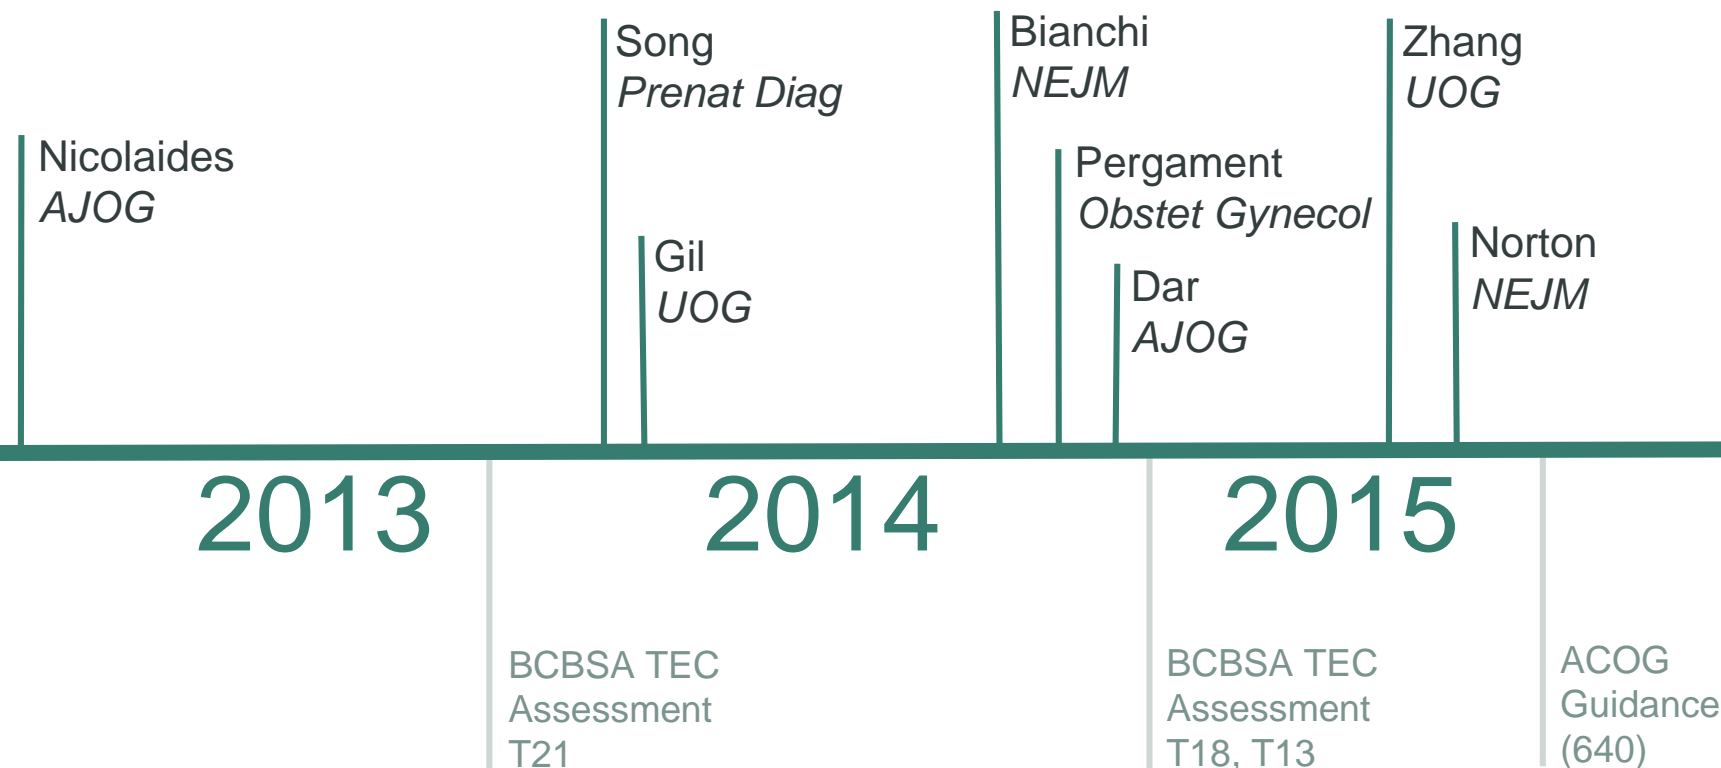 Nicolaides
AJOG
Song
Prenat Diag
Gil
UOG
Bianchi
NEJM
Pergament
Obstet Gynecol
Dar
AJOG
Zhang
UOG
Norton
NEJM
2013
2014
2015
BCBSA TEC
Assessment
T21
BCBSA TEC
Assessment
T18, T13
ACOG
Guidance
(640)